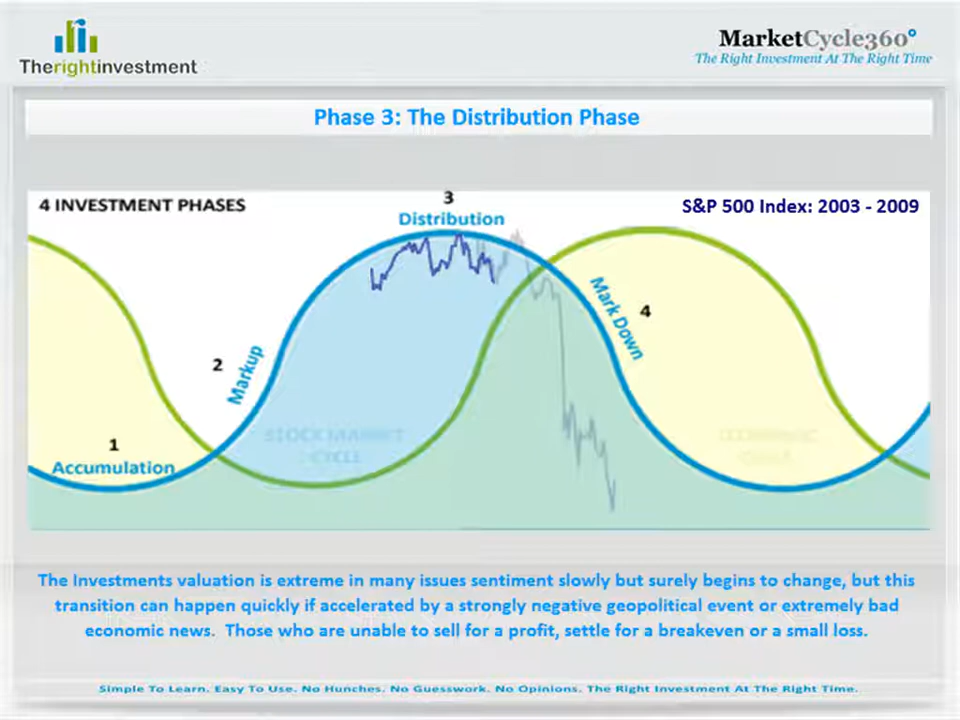 Therightinvestment
MarketCycle360°
The Right Investment At The Right Time
Phase 3: The Distribution Phase
4 INVESTMENT PHASES
3
Distribution
S&P 500 Index: 2003 - 2009
Mark Down
4
2
Markup
STOCK MARKET
CYCLE
1
Accumulation
The Investments valuation is extreme in many issues sentiment slowly but surely begins to change, but this
transition can happen quickly if accelerated by a strongly negative geopolitical event or extremely bad
economic news. Those who are unable to sell for a profit, settle for a breakeven or a small loss.
Simple To Learn. Easy To Use. No Hunches. No Guesswork. No Opinions. The Right Investment At The Right Time.